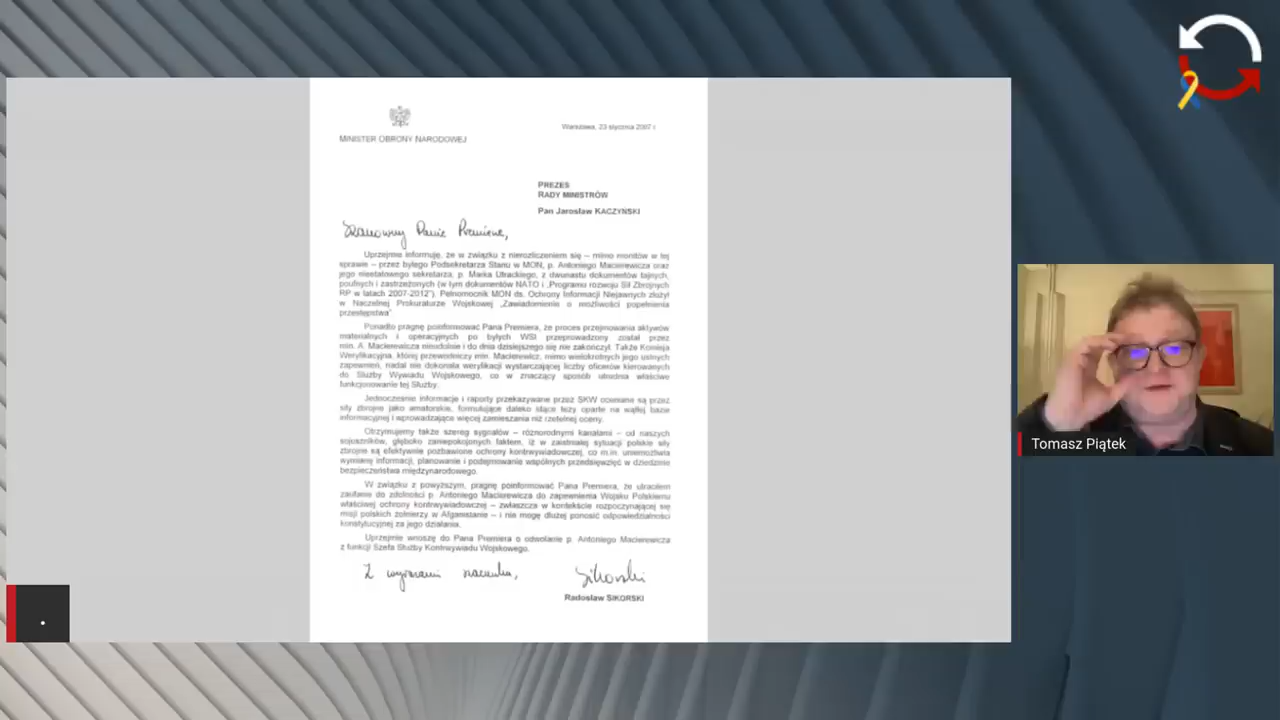 MINISTER OBRONY NARODOWEJ
Warszawa, 23 stycznia 2007 r.
PREZES
RADY MINISTRÓW
Pan Jarosław KACZYŃSKI
Szanowny Panie Premierze,
Uprzejmie informuję, że w związku z nierozliczeniem się – mimo monitów w tej
sprawie – przez byłego Podsekretarza Stanu w MON, p. Antoniego Macierewicza oraz
jego nieetatowego sekretarza, p. Marka Utrackiego, z dwunastu dokumentów tajnych,
poufnych i zastrzeżonych (w tym dokumentów NATO i „Programu rozwoju Sił Zbrojnych
RP w latach 2007-2012"), Pełnomocnik MON ds. Ochrony Informacji Niejawnych złożył
w Naczelnej Prokuraturze Wojskowej „Zawiadomienie o możliwości popełnienia
przestępstwa".
Ponadto pragnę poinformować Pana Premiera, że proces przejmowania aktywów
materialnych i operacyjnych po byłych WSI przeprowadzony został przez
min. A. Macierewicza nieudolnie i do dnia dzisiejszego się nie zakończył. Także Komisja
Weryfikacyjna, której przewodniczy min. Macierewicz, mimo wielokrotnych jego ustnych
zapewnień, nadal nie dokonała weryfikacji wystarczającej liczby oficerów kierowanych
do Służby Wywiadu Wojskowego, co w znaczący sposób utrudnia właściwe
funkcjonowanie tej Służby.
Jednocześnie informacje i raporty przekazywane przez SKW oceniane są przez
siły zbrojne jako amatorskie, formułujące daleko idące tezy oparte na wątłej bazie
informacyjnej i wprowadzające więcej zamieszania niż rzetelnej oceny.
Otrzymujemy także szereg sygnałów – różnorodnymi kanałami – od naszych
sojuszników, głęboko zaniepokojonych faktem, iż w zaistniałej sytuacji polskie siły
zbrojne są efektywnie pozbawione ochrony kontrwywiadowczej, co m.in. uniemożliwia
wymianę informacji, planowanie i podejmowanie wspólnych przedsięwzięć w dziedzinie
bezpieczeństwa międzynarodowego.
W związku z powyższym, pragnę poinformować Pana Premiera, że utraciłem
zaufanie do zdolności p. Antoniego Macierewicza do zapewnienia Wojsku Polskiemu
właściwej ochrony kontrwywiadowczej – zwłaszcza w kontekście rozpoczynającej się
misji polskich żołnierzy w Afganistanie – i nie mogę dłużej ponosić odpowiedzialności
konstytucyjnej za jego działania.
Uprzejmie wnoszę do Pana Premiera o odwołanie p. Antoniego Macierewicza
z funkcji Szefa Służby Kontrwywiadu Wojskowego.
Z wyrazami szacunku,
Sikorski
Radosław SIKORSKI
Tomasz Piątek